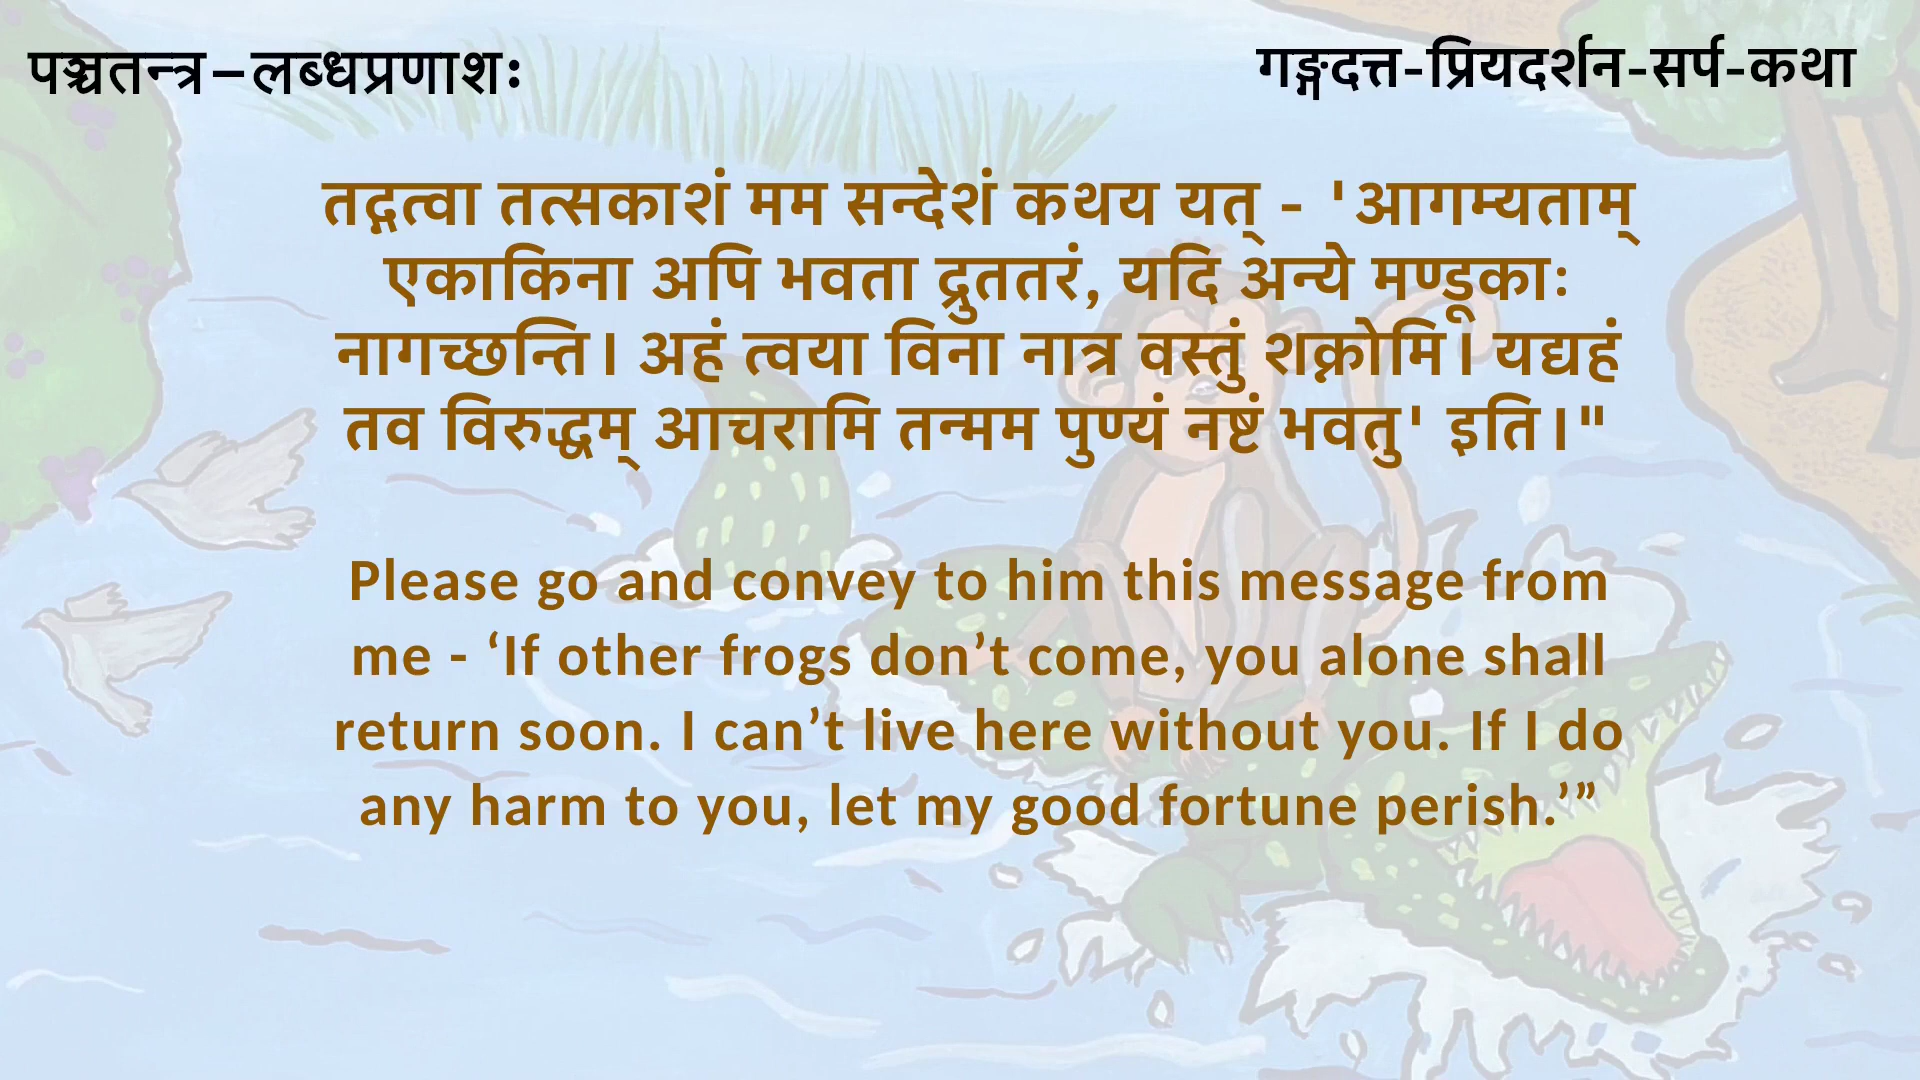 पञ्चतन्त्र–लब्धप्रणाशः
गङ्गदत्त-प्रियदर्शन-सर्प-कथा
तद्गत्वा तत्सकाशं मम सन्देशं कथय यत् - 'आगम्यताम्
एकाकिना अपि भवता द्रुततरं, यदि अन्ये मण्डूकाः
नागच्छन्ति। अहं त्वया विना नात्र वस्तुं शक्नोमि। यद्यहं
तव विरुद्धम् आचरामि तन्मम पुण्यं नष्टं भवतु' इति।"
Please go and convey to him this message from
me - ‘If other frogs don’t come, you alone shall
return soon. I can’t live here without you. If I do
any harm to you, let my good fortune perish.’”